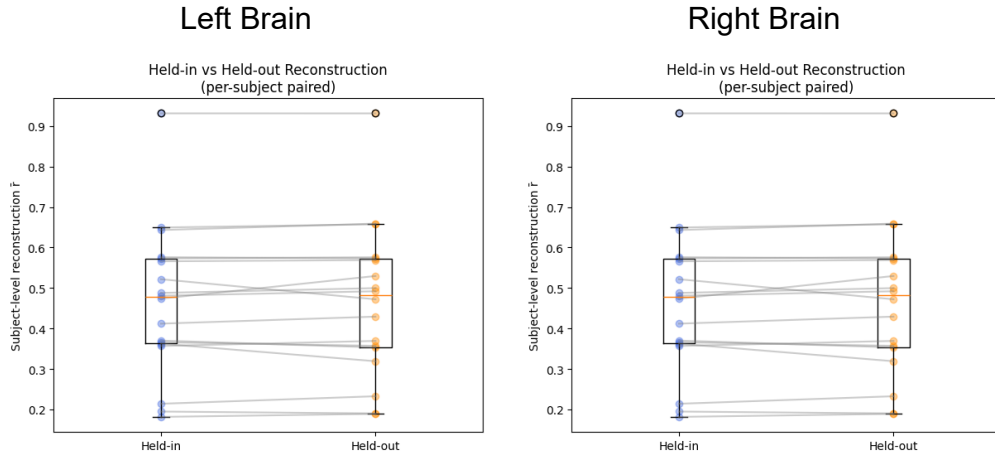 Left Brain
Right Brain
Held-in vs Held-out Reconstruction
(per-subject paired)
Subject-level reconstruction r̄
0.9
0.8
0.7
0.6
0.5
0.4
0.3
0.2
Held-in
Held-out
Held-in vs Held-out Reconstruction
(per-subject paired)
Subject-level reconstruction r̄
0.9
0.8
0.7
0.6
0.5
0.4
0.3
0.2
Held-in
Held-out